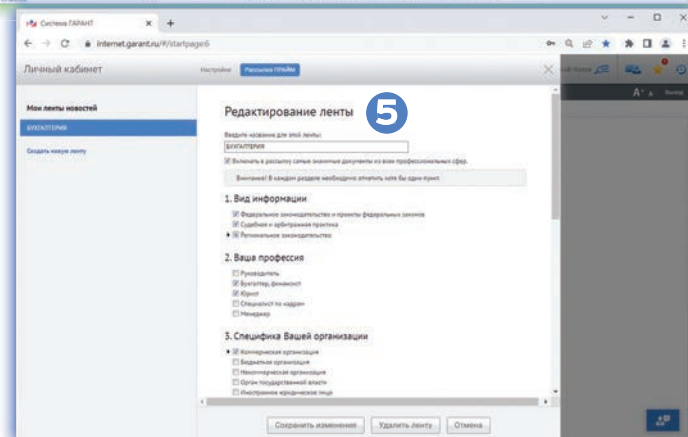 Система ГАРАНТ
internet.garant.ru/#/startpage:6
Личный кабинет
Настройки
Рассылка ПРАЙМ
A+ A
Выход
Мои ленты новостей
БУХГАЛТЕРИЯ
Создать новую ленту
Редактирование ленты
5
Введите название для этой ленты:
БУХГАЛТЕРИЯ
Включать в рассылку самые значимые документы из всех профессиональных сфер.
Внимание! В каждом разделе необходимо отметить хотя бы один пункт.
1. Вид информации
Федеральное законодательство и проекты федеральных законов
Судебная и арбитражная практика
Региональное законодательство
2. Ваша профессия
Руководитель
Бухгалтер, финансист
Юрист
Специалист по кадрам
Менеджер
3. Специфика Вашей организации
Коммерческая организация
Бюджетная организация
Некоммерческая организация
Орган государственной власти
Иностранное юридическое лицо
Сохранить изменения
Удалить ленту
Отмена